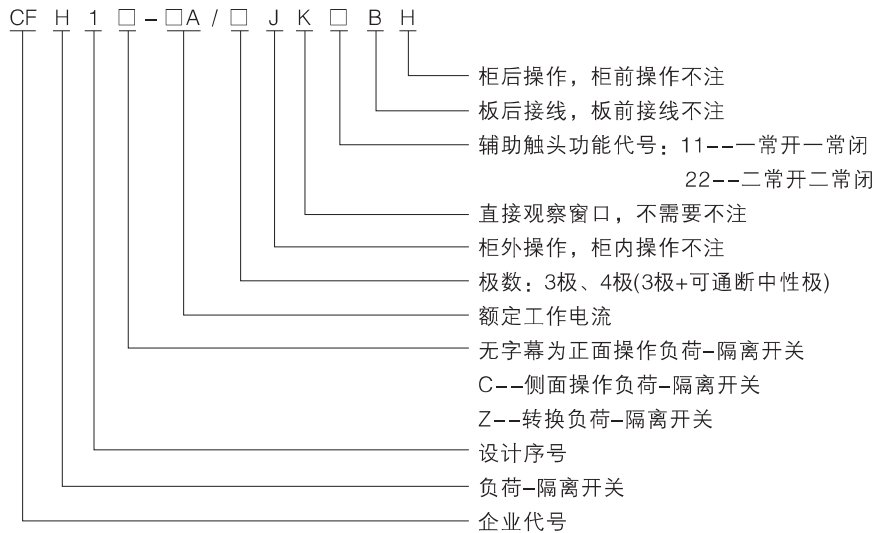 CF H 1 □-□A/□ J K □ B H
柜后操作，柜前操作不注
板后接线，板前接线不注
辅助触头功能代号：11--一常开一常闭
22--二常开二常闭
直接观察窗口，不需要不注
柜外操作，柜内操作不注
极数：3极、4极(3极+可通断中性极)
额定工作电流
无字幕为正面操作负荷-隔离开关
C--侧面操作负荷-隔离开关
Z--转换负荷-隔离开关
设计序号
负荷-隔离开关
企业代号